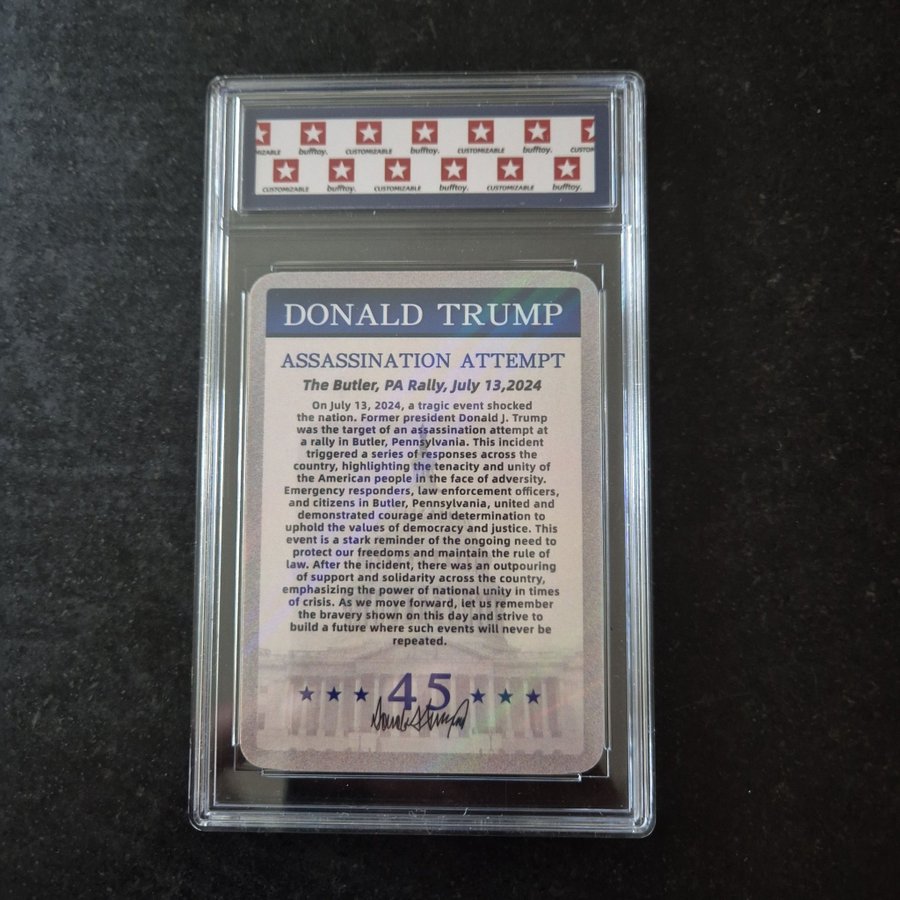 CUSTOMIZABLE bufftoy. CUSTOMIZABLE bufftoy.
CUSTOMIZABLE bufftoy. CUSTOMIZABLE bufftoy. CUSTOMIZABLE bufftoy.
DONALD TRUMP
ASSASSINATION ATTEMPT
The Butler, PA Rally, July 13,2024
On July 13, 2024, a tragic event shocked
the nation. Former president Donald J. Trump
was the target of an assassination attempt at
a rally in Butler, Pennsylvania. This incident
triggered a series of responses across the
country, highlighting the tenacity and unity of
the American people in the face of adversity.
Emergency responders, law enforcement officers,
and citizens in Butler, Pennsylvania, united and
demonstrated courage and determination to
uphold the values of democracy and justice. This
event is a stark reminder of the ongoing need to
protect our freedoms and maintain the rule of
law. After the incident, there was an outpouring
of support and solidarity across the country,
emphasizing the power of national unity in times
of crisis. As we move forward, let us remember
the bravery shown on this day and strive to
build a future where such events will never be
repeated.
45